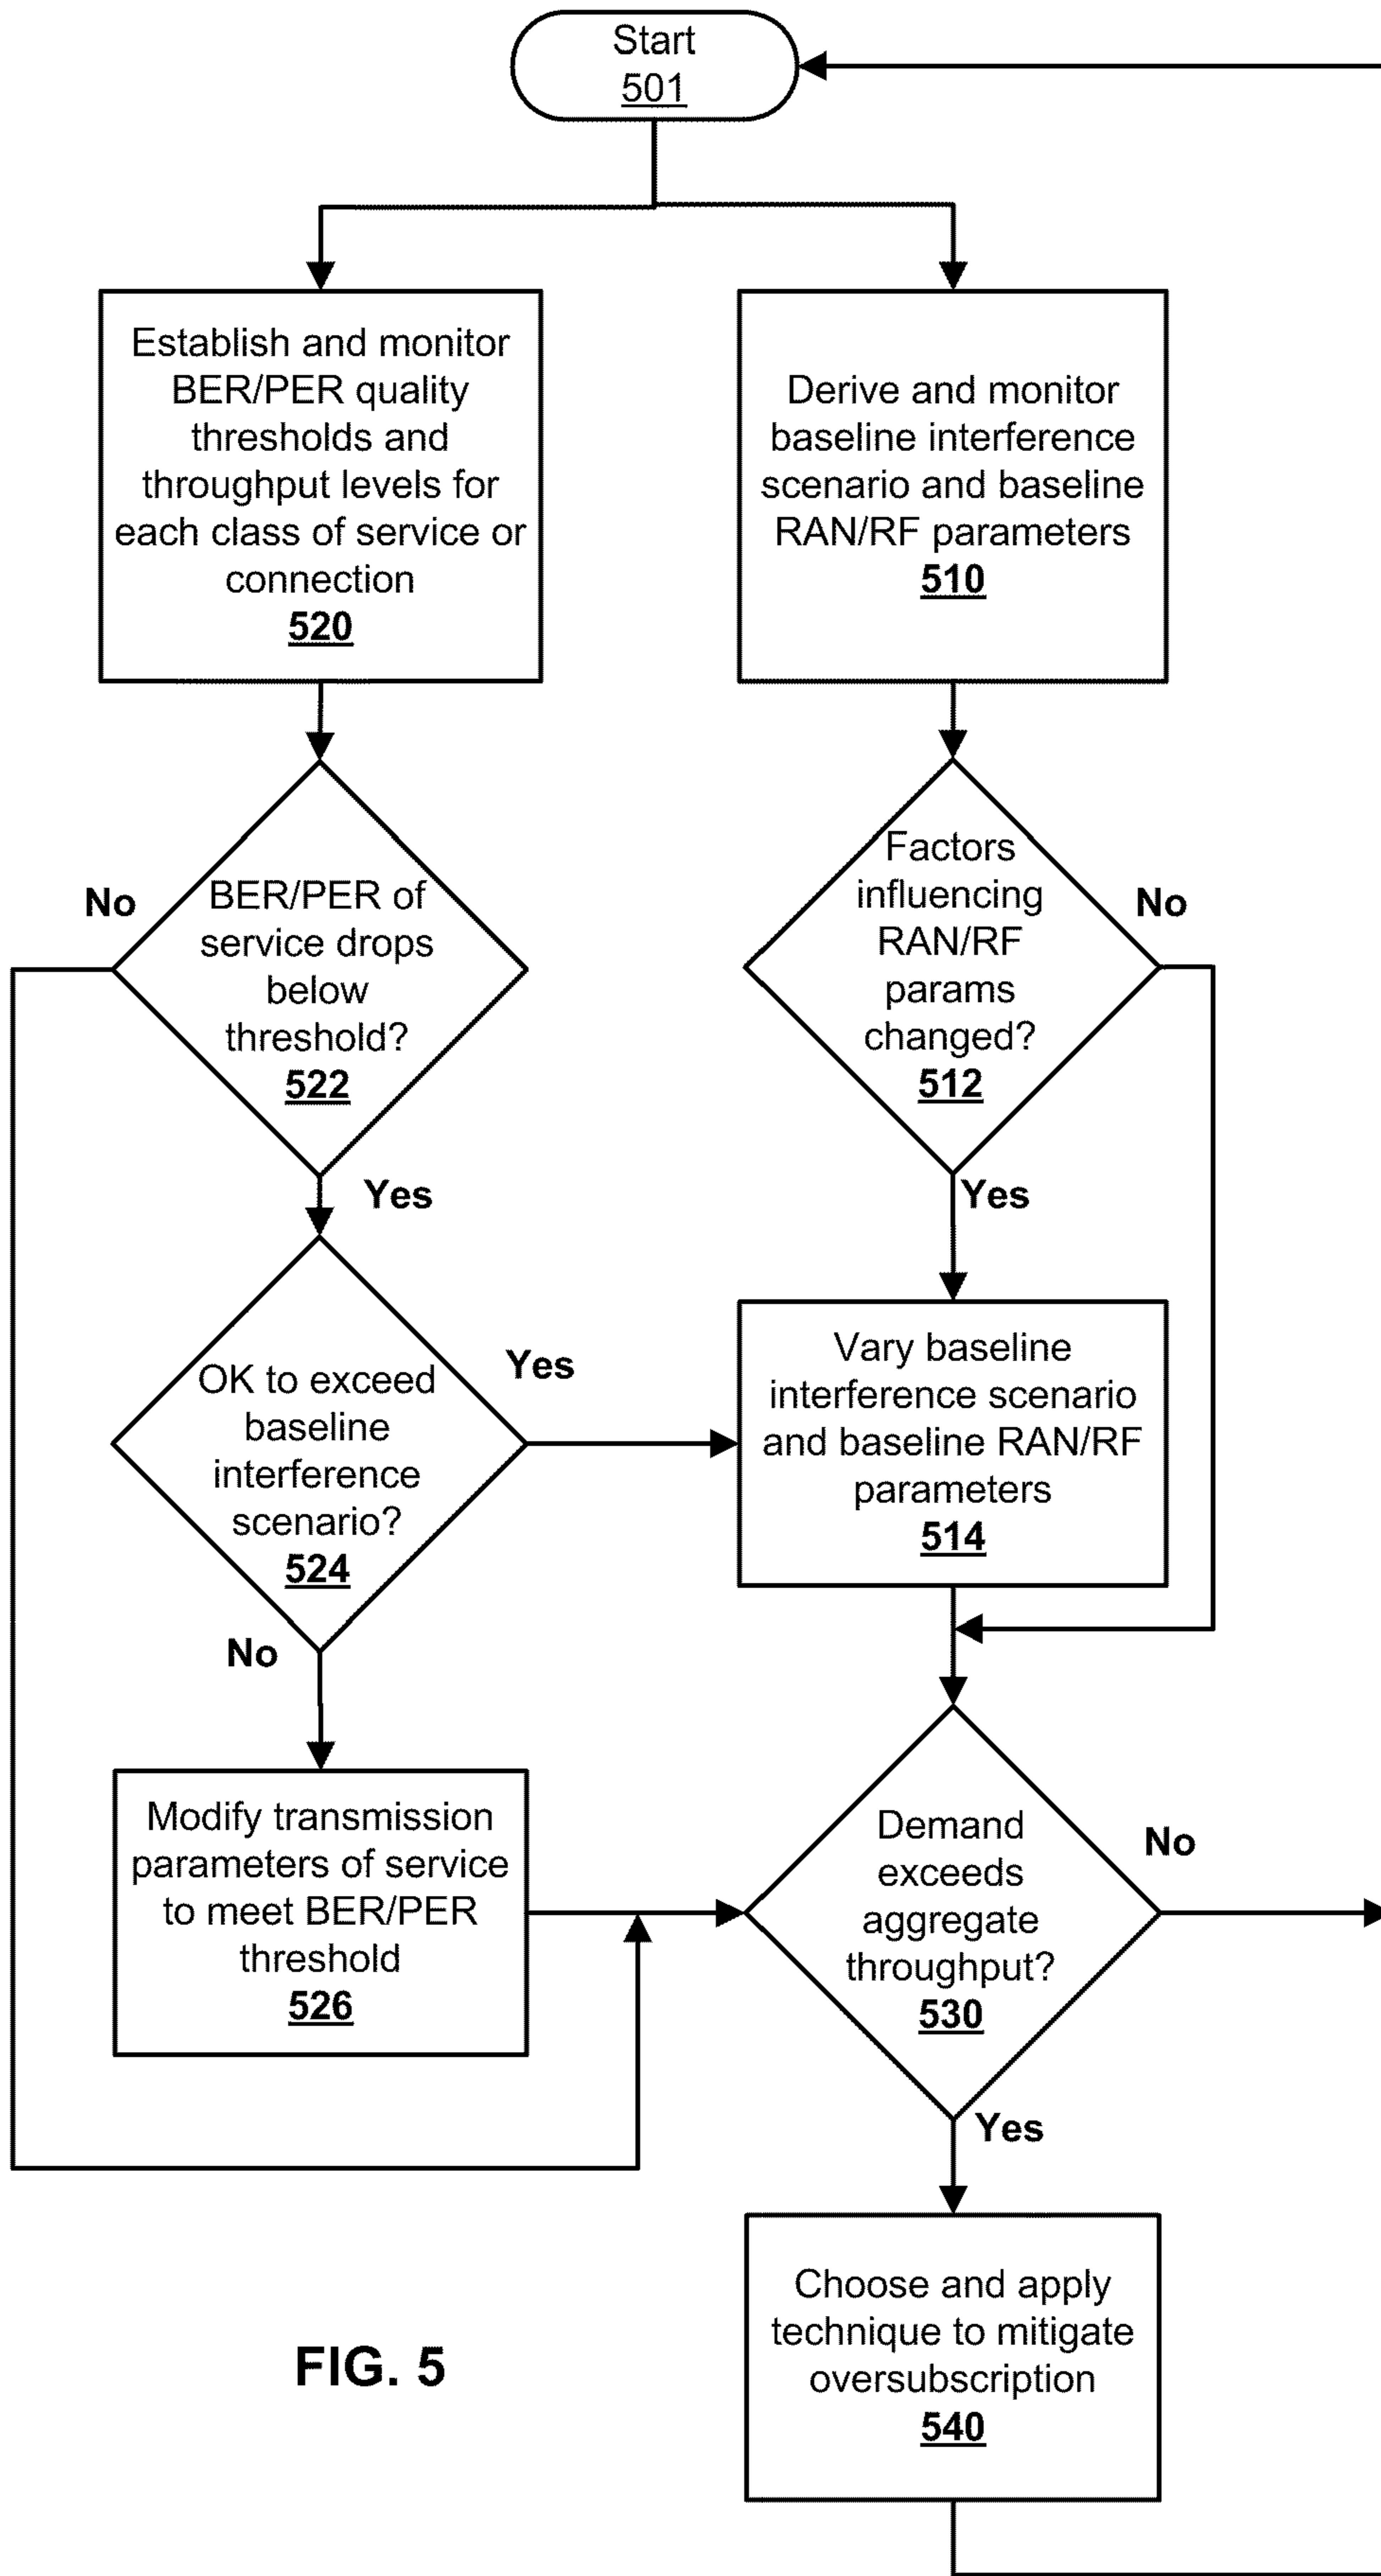 Start
501
Establish and monitor
BER/PER quality
thresholds and
throughput levels for
each class of service or
connection
520
Derive and monitor
baseline interference
scenario and baseline
RAN/RF parameters
510
No
BER/PER of
service drops
below
threshold?
522
Yes
Factors
influencing
RAN/RF
params
changed?
512
No
Yes
OK to exceed
baseline
interference
scenario?
524
Yes
No
Vary baseline
interference scenario
and baseline RAN/RF
parameters
514
Modify transmission
parameters of service
to meet BER/PER
threshold
526
Demand
exceeds
aggregate
throughput?
530
No
Yes
Choose and apply
technique to mitigate
oversubscription
540
FIG. 5